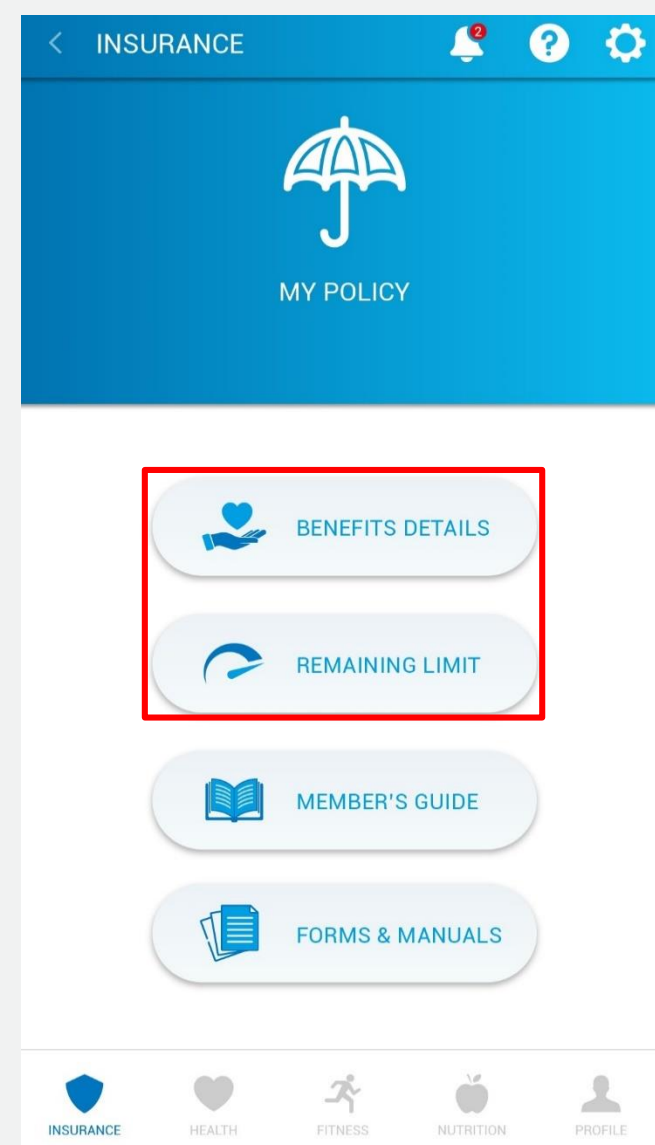 INSURANCE
2
?
MY POLICY
BENEFITS DETAILS
REMAINING LIMIT
MEMBER'S GUIDE
FORMS & MANUALS
INSURANCE HEALTH FITNESS NUTRITION PROFILE